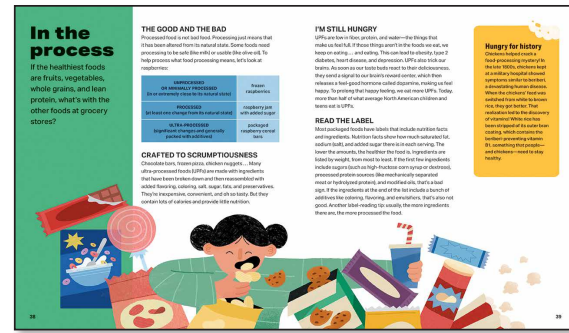 In the
process
If the healthiest foods
are fruits, vegetables,
whole grains, and lean
protein, what's with the
other foods at grocery
stores?
THE GOOD AND THE BAD
Processed food is not bad food. Processing just means that
it has been altered from its natural state. Some foods need
processing to be safe (like milk) or usable (like olive oil). To
help process what food processing means, let's look at
raspberries:
UNPROCESSED
OR MINIMALLY PROCESSED
(in or extremely close to its natural state)
frozen
raspberries
PROCESSED
(at least one change from its natural state)
raspberry jam
with added sugar
ULTRA-PROCESSED
(significant changes and generally
packed with additives)
packaged
raspberry cereal
bars
CRAFTED TO SCRUMPTIOUSNESS
Chocolate bars, frozen pizza, chicken nuggets ... Many
ultra-processed foods (UPFs) are made with ingredients
that have been broken down and then reassembled with
added flavoring, coloring, salt, sugar, fats, and preservatives.
They're inexpensive, convenient, and oh so tasty. But they
contain lots of calories and provide little nutrition.
28
I'M STILL HUNGRY
UPFs are low in fiber, protein, and water—the things that
make us feel full. If these things aren't in the foods we eat, we
keep on eating ... and eating. This can lead to obesity, type 2
diabetes, heart disease, and depression. UPFs also trick our
brains. As soon as our taste buds react to their deliciousness,
they send a signal to our brain's reward center, which then
releases a feel-good hormone called dopamine, making us feel
happy. To prolong that happy feeling, we eat more UPFs. Today,
more than half of what average North American children and
teens eat is UPFs.
READ THE LABEL
Most packaged foods have labels that include nutrition facts
and ingredients. Nutrition facts show how much saturated fat,
sodium (salt), and added sugar there is in each serving. The
lower the amounts, the healthier the food is. Ingredients are
listed by weight, from most to least. If the first few ingredients
include sugars (such as high-fructose corn syrup or dextrose),
processed protein sources (like mechanically separated
meat or hydrolyzed protein), and modified oils, that's a bad
sign. If the ingredients at the end of the list include a bunch of
additives like coloring, flavoring, and emulsifiers, that's also not
good. Another label-reading tip: usually, the more ingredients
there are, the more processed the food.
Hungry for history
Chickens helped crack a
food-processing mystery! In
the late 1800s, chickens kept
at a military hospital showed
symptoms similar to beriberi,
a devastating human disease.
When the chickens' food was
switched from white to brown
rice, they got better. That
realization led to the discovery
of vitamins! White rice has
been stripped of its outer bran
coating, which contains the
beriberi-preventing vitamin
B1, something that people—
and chickens—need to stay
healthy.
29